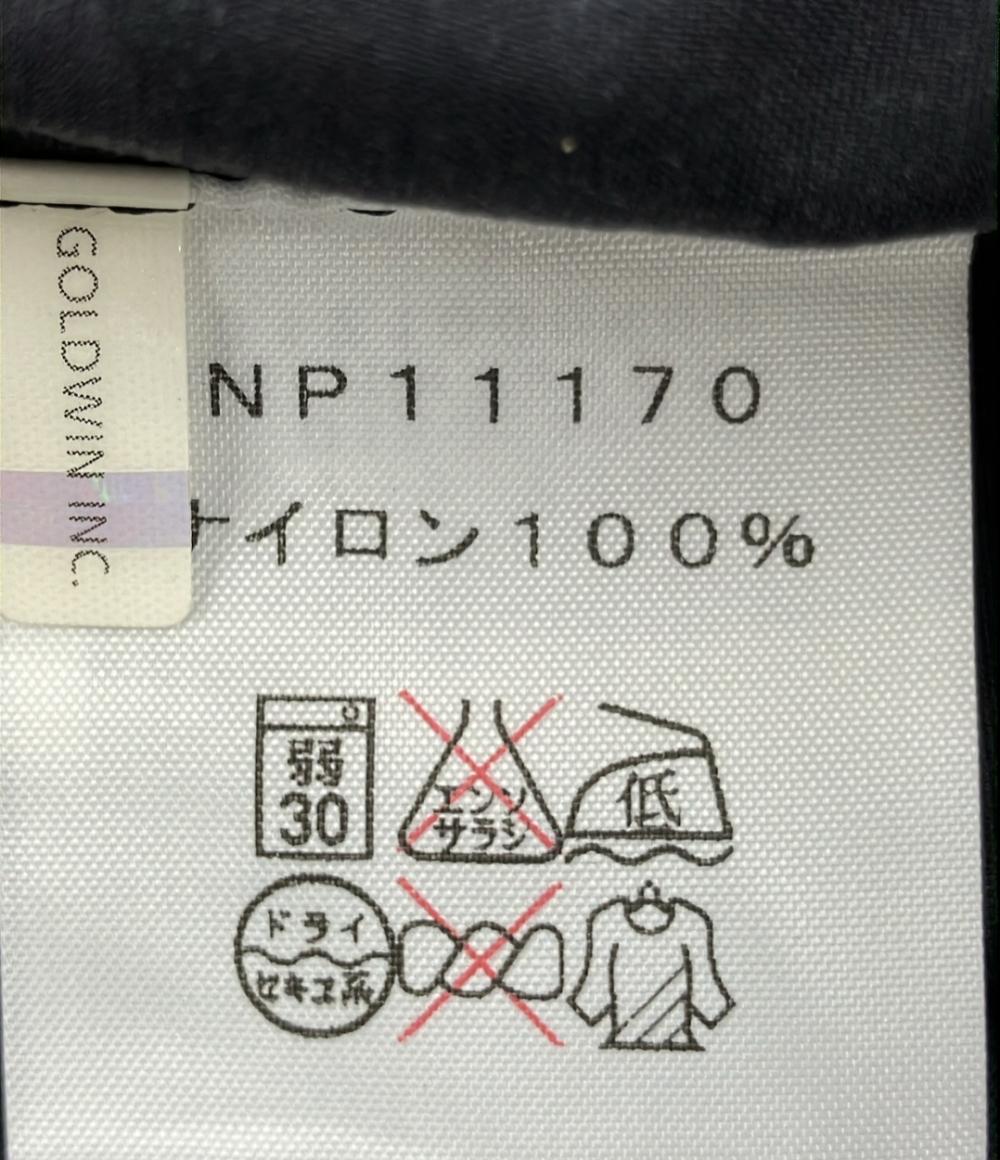 GOLDWIN INC.
NP11170
ナイロン100%
弱
30
エンソ
サラシ
低
ドライ
セキユ系